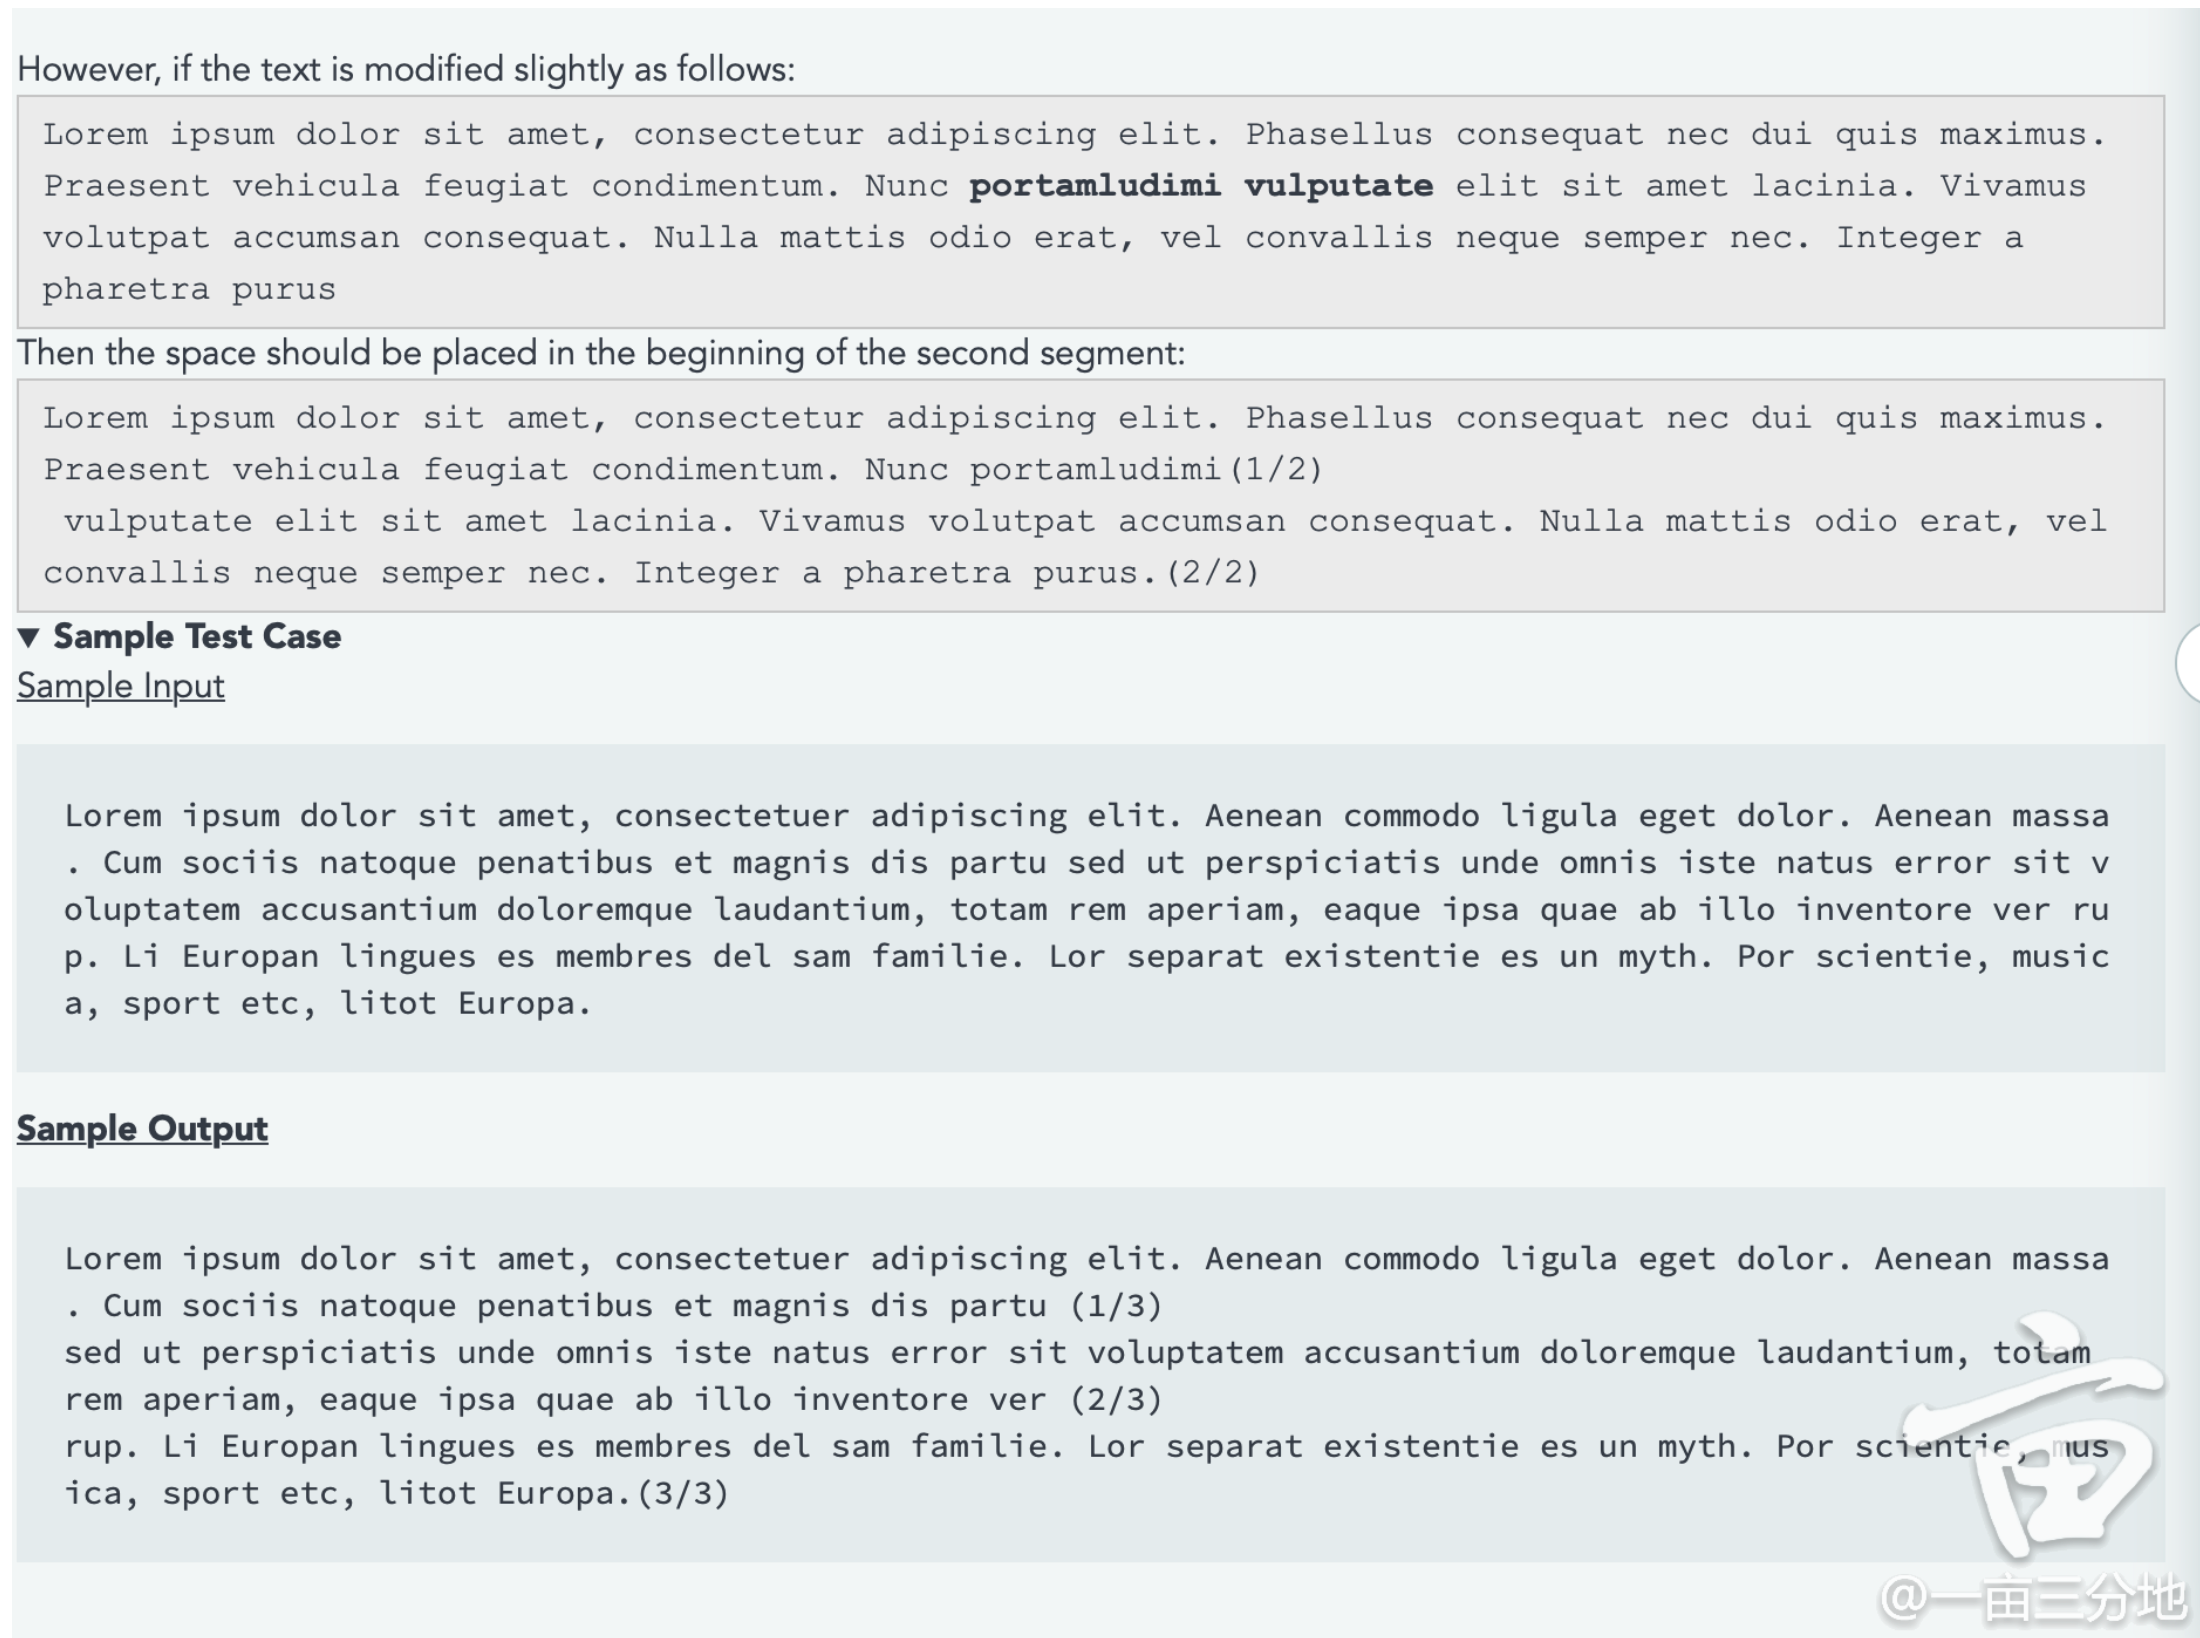 However, if the text is modified slightly as follows:
Lorem ipsum dolor sit amet, consectetur adipiscing elit. Phasellus consequat nec dui quis maximus.
Praesent vehicula feugiat condimentum. Nunc portamludimi vulputate elit sit amet lacinia. Vivamus
volutpat accumsan consequat. Nulla mattis odio erat, vel convallis neque semper nec. Integer a
pharetra purus
Then the space should be placed in the beginning of the second segment:
Lorem ipsum dolor sit amet, consectetur adipiscing elit. Phasellus consequat nec dui quis maximus.
Praesent vehicula feugiat condimentum. Nunc portamludimi(1/2)
 vulputate elit sit amet lacinia. Vivamus volutpat accumsan consequat. Nulla mattis odio erat, vel
convallis neque semper nec. Integer a pharetra purus.(2/2)
▼ Sample Test Case
Sample Input
Lorem ipsum dolor sit amet, consectetuer adipiscing elit. Aenean commodo ligula eget dolor. Aenean massa
. Cum sociis natoque penatibus et magnis dis partu sed ut perspiciatis unde omnis iste natus error sit v
oluptatem accusantium doloremque laudantium, totam rem aperiam, eaque ipsa quae ab illo inventore ver ru
p. Li Europan lingues es membres del sam familie. Lor separat existentie es un myth. Por scientie, music
a, sport etc, litot Europa.
Sample Output
Lorem ipsum dolor sit amet, consectetuer adipiscing elit. Aenean commodo ligula eget dolor. Aenean massa
. Cum sociis natoque penatibus et magnis dis partu (1/3)
sed ut perspiciatis unde omnis iste natus error sit voluptatem accusantium doloremque laudantium, totam
rem aperiam, eaque ipsa quae ab illo inventore ver (2/3)
rup. Li Europan lingues es membres del sam familie. Lor separat existentie es un myth. Por scientie, mus
ica, sport etc, litot Europa.(3/3)
@一亩三分地